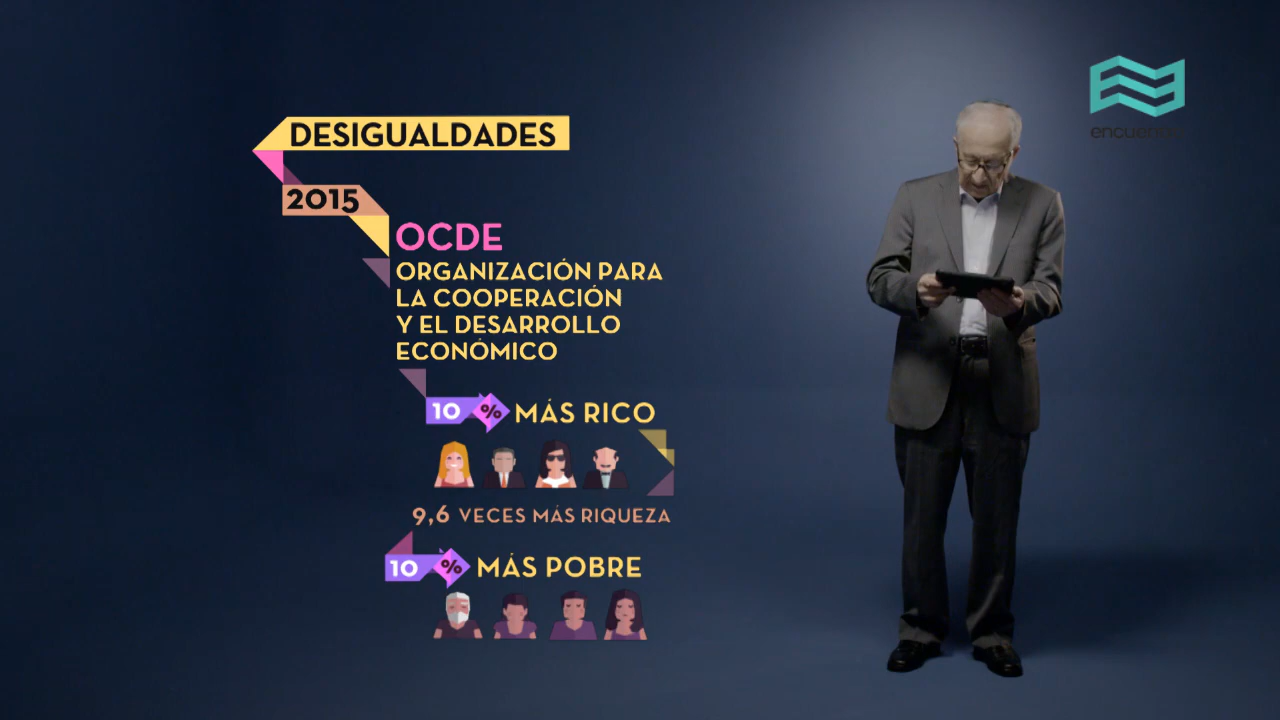 DESIGUALDADES
2015
OCDE
ORGANIZACIÓN PARA
LA COOPERACIÓN
Y EL DESARROLLO
ECONÓMICO
10 % MÁS RICO
9,6 VECES MÁS RIQUEZA
10 % MÁS POBRE